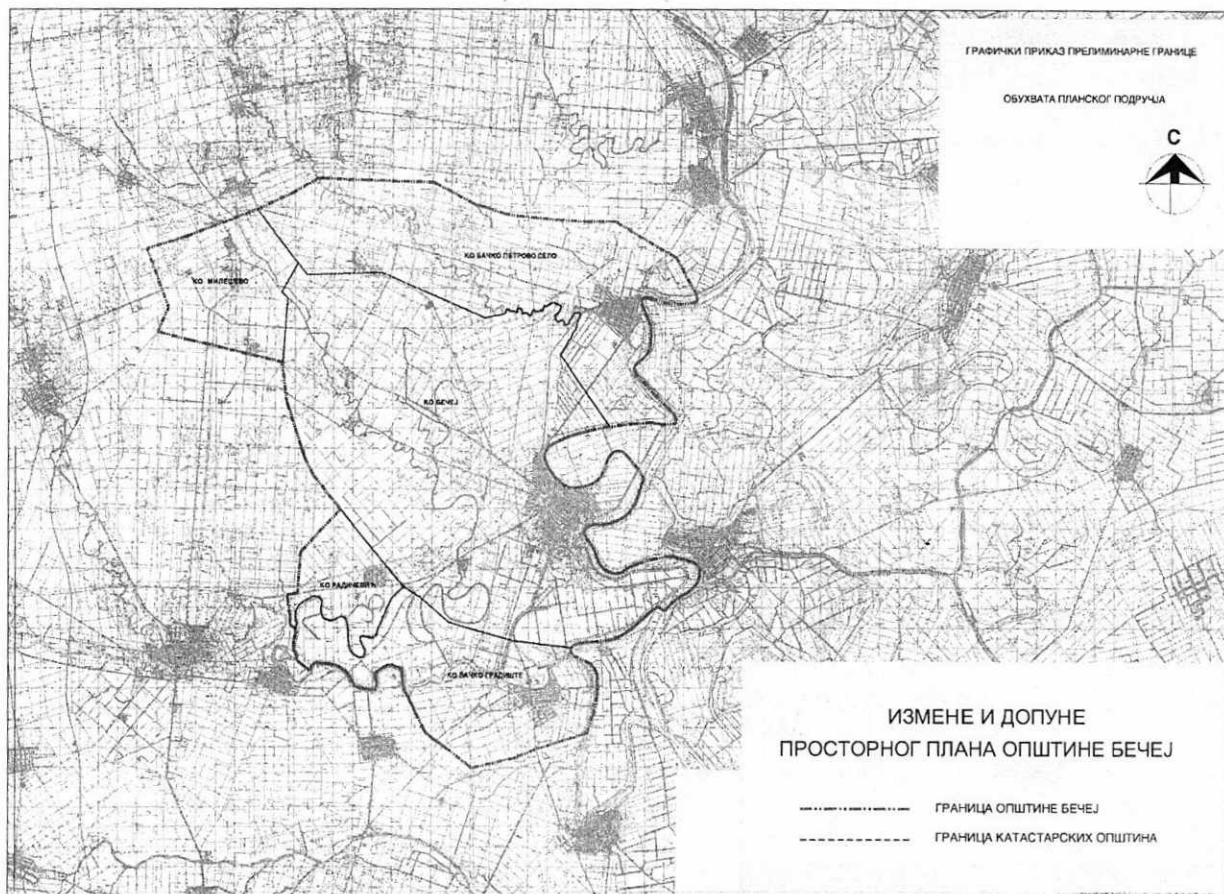 ГРАФИЧКИ ПРИКАЗ ПРЕЛИМИНАРНЕ ГРАНИЦЕ
ОБУХВАТА ПЛАНСКОГ ПОДРУЧЈА
С
КО БАЧКО ПЕТРОВО СЕЛО
КО МИЛЕШЕВО
КО БЕЧЕЈ
КО РАДИЧЕВИЋ
КО БАЧКО ГРАДИШТЕ
ИЗМЕНЕ И ДОПУНЕ
ПРОСТОРНОГ ПЛАНА ОПШТИНЕ БЕЧЕЈ
ГРАНИЦА ОПШТИНЕ БЕЧЕЈ
ГРАНИЦА КАТАСТАРСКИХ ОПШТИНА